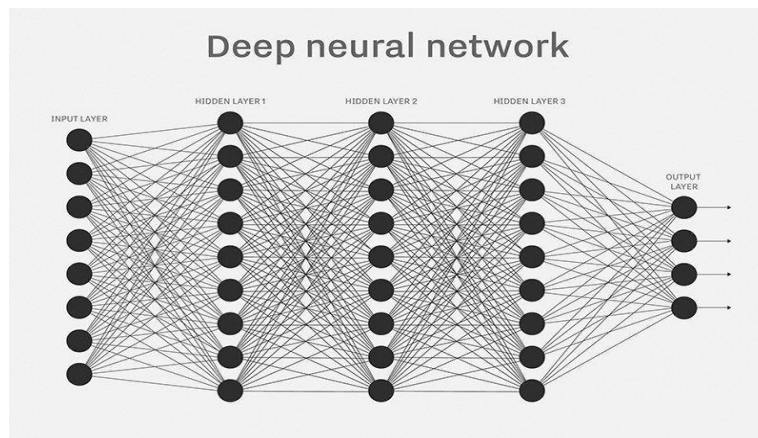 Deep neural network
INPUT LAYER
HIDDEN LAYER 1
HIDDEN LAYER 2
HIDDEN LAYER 3
OUTPUT
LAYER